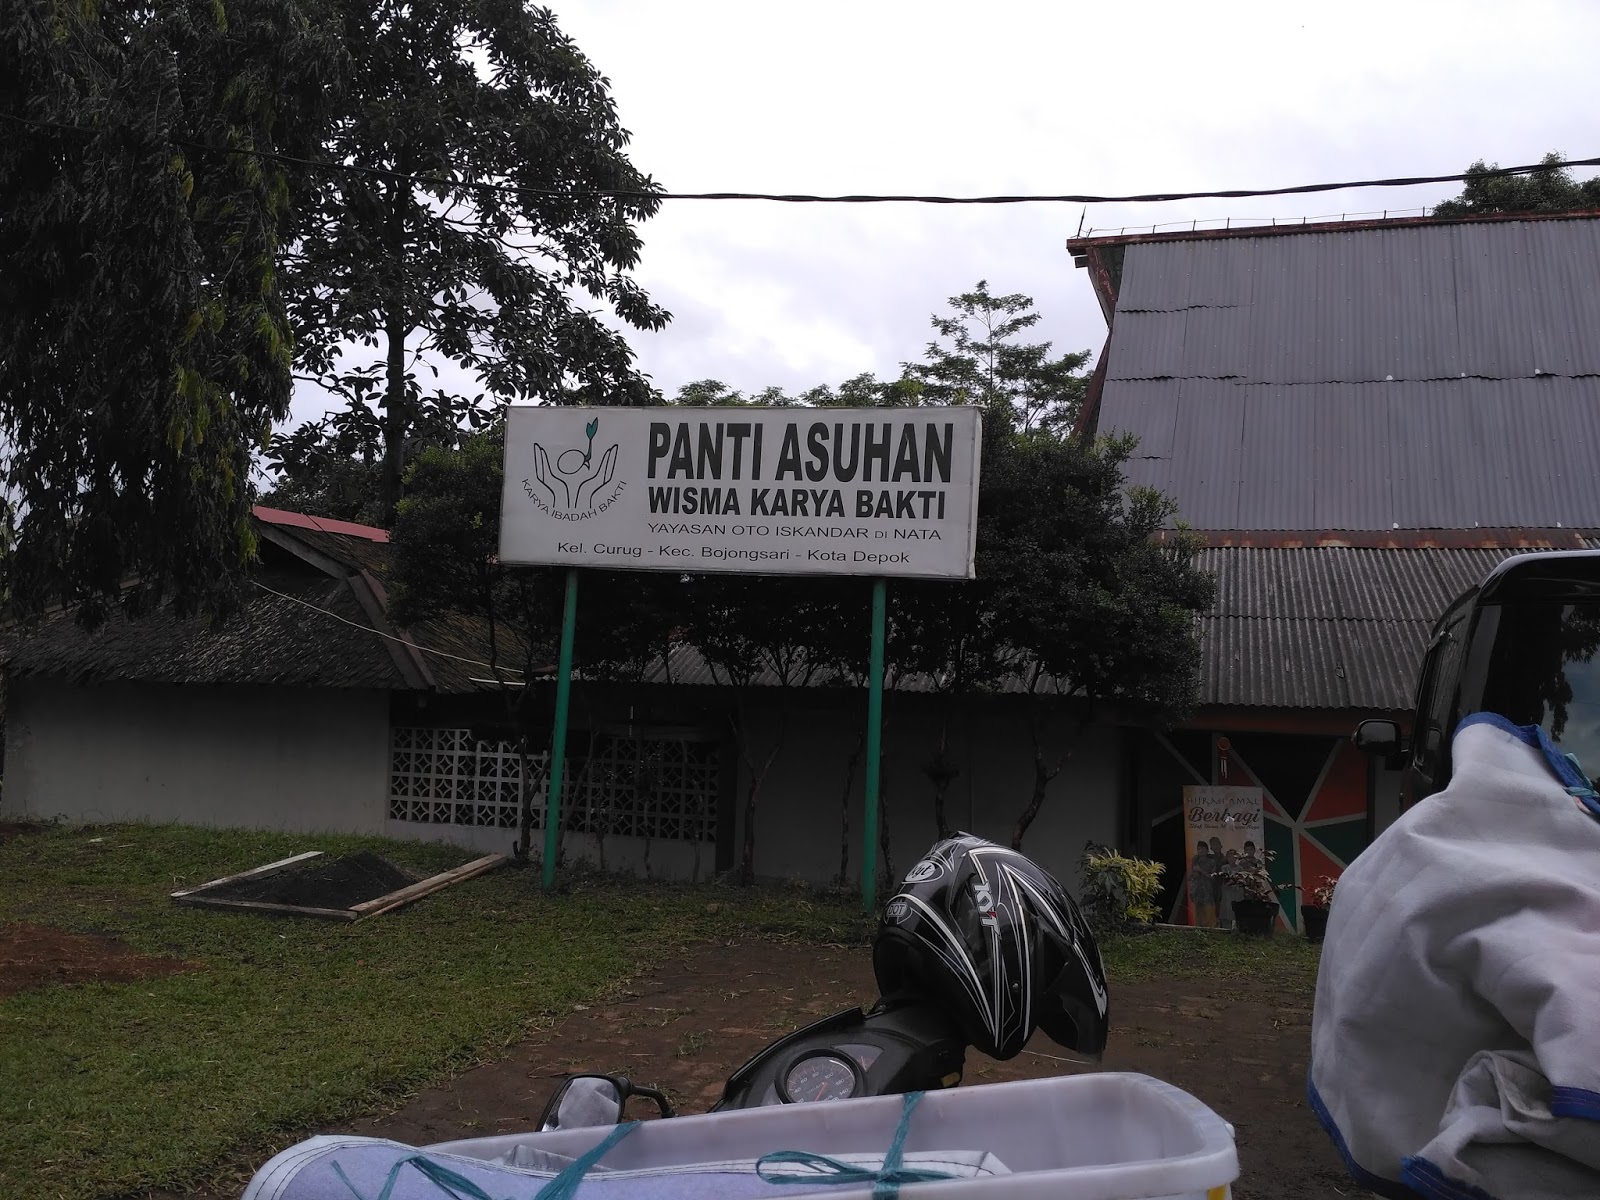 PANTI ASUHAN
WISMA KARYA BAKTI
YAYASAN OTO ISKANDAR DI NATA
Kel. Curug - Kec. Bojongsari - Kota Depok
KARYA IBADAH BAKTI
Berbagi
KYT